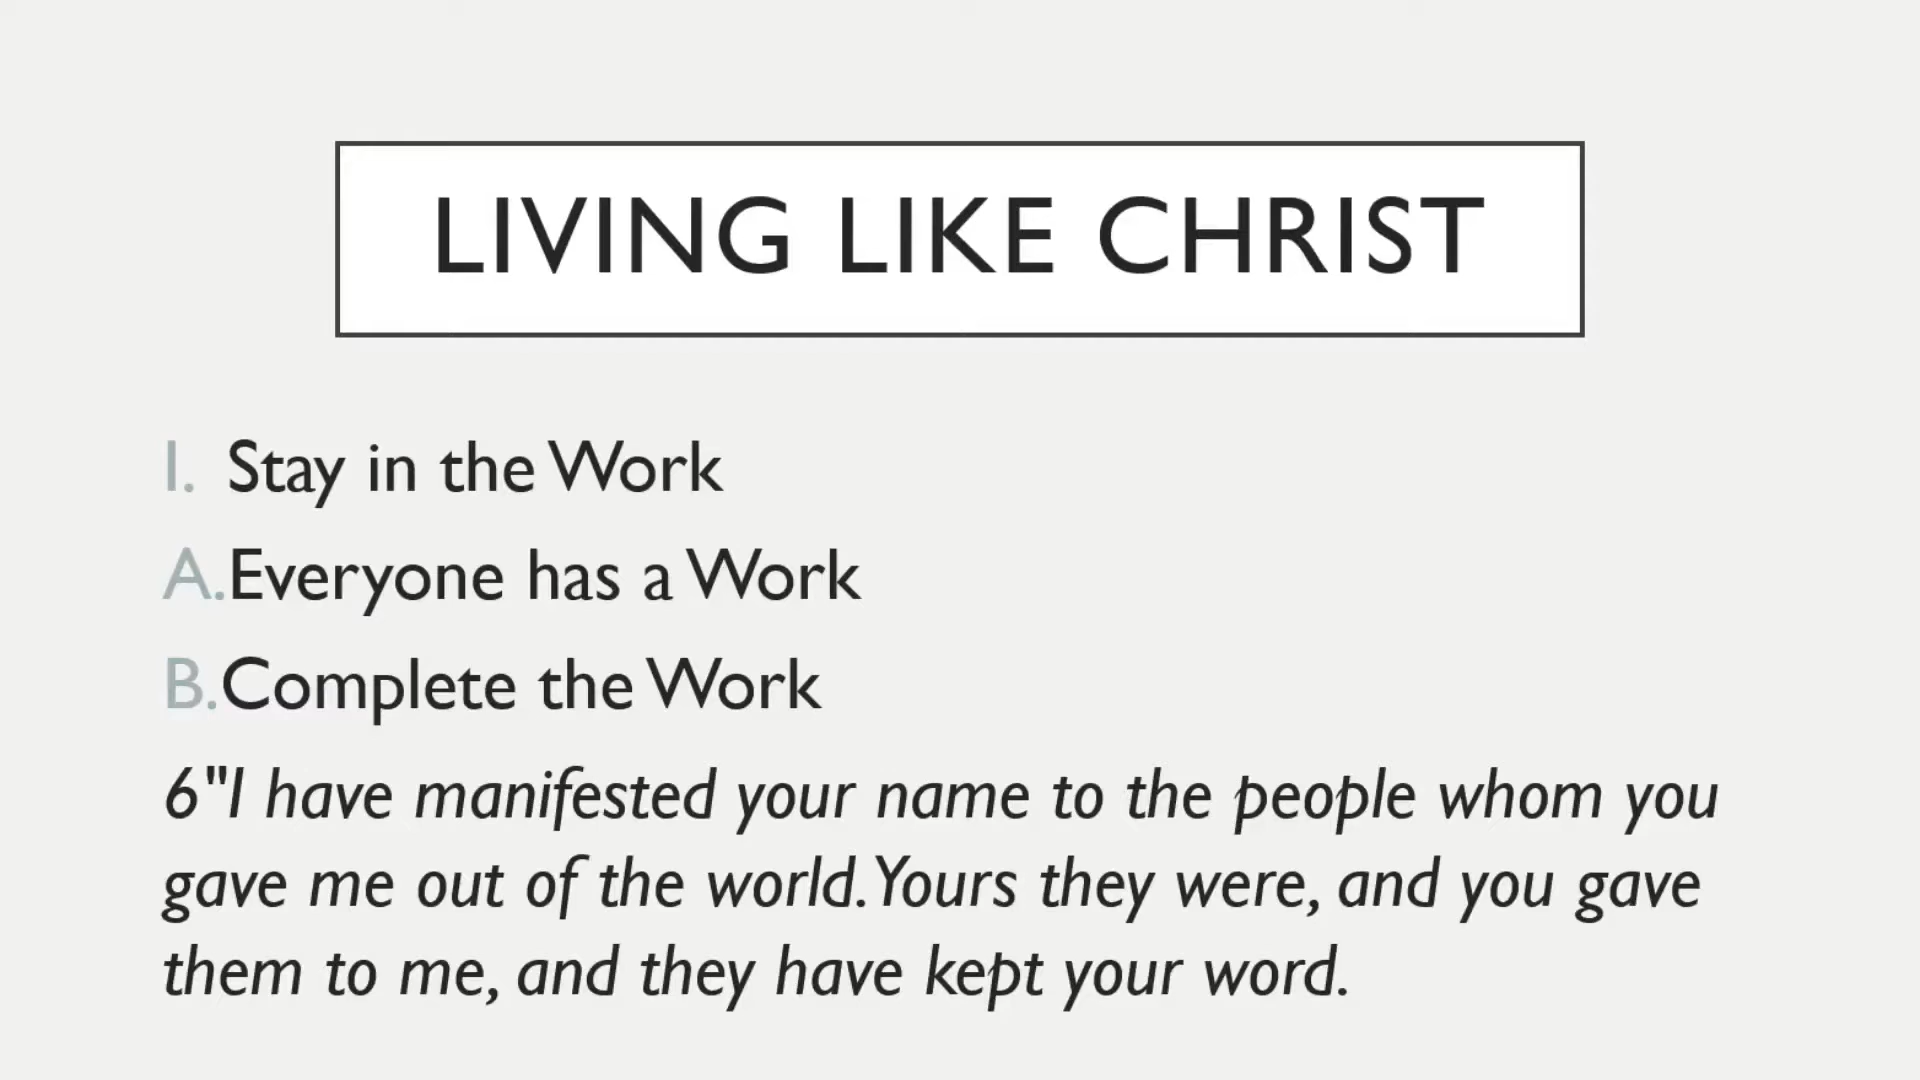 LIVING LIKE CHRIST
I. Stay in the Work
A. Everyone has a Work
B. Complete the Work
6"I have manifested your name to the people whom you
gave me out of the world. Yours they were, and you gave
them to me, and they have kept your word.